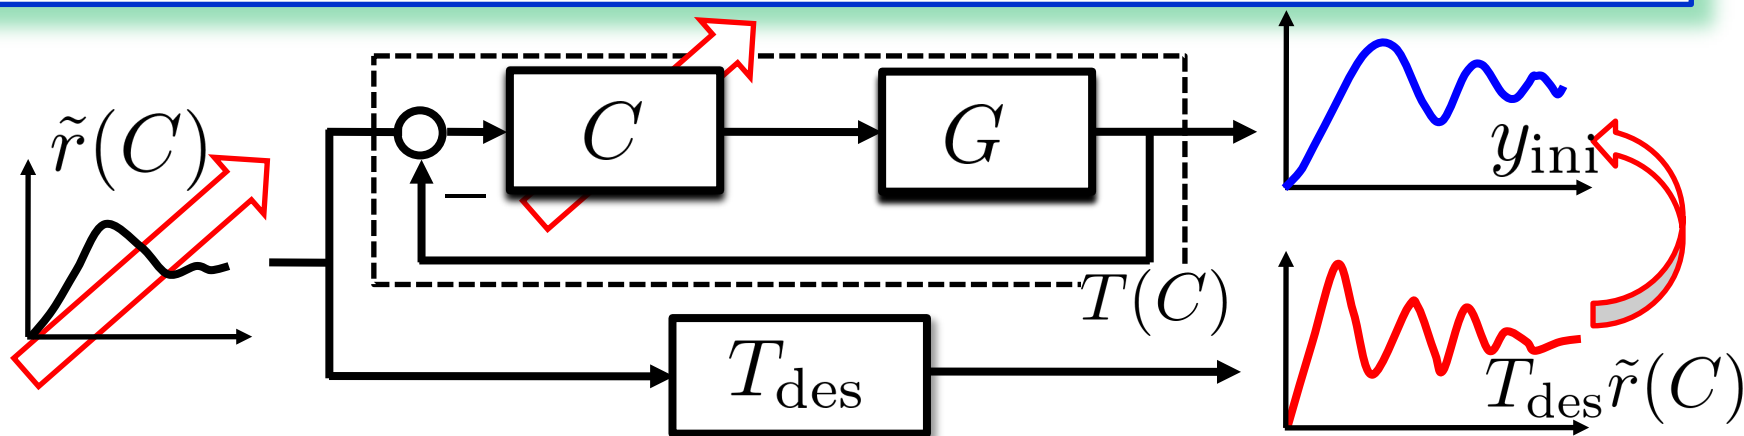 r̃(C)
C
G
−
T(C)
T_des
y_ini
T_des r̃(C)